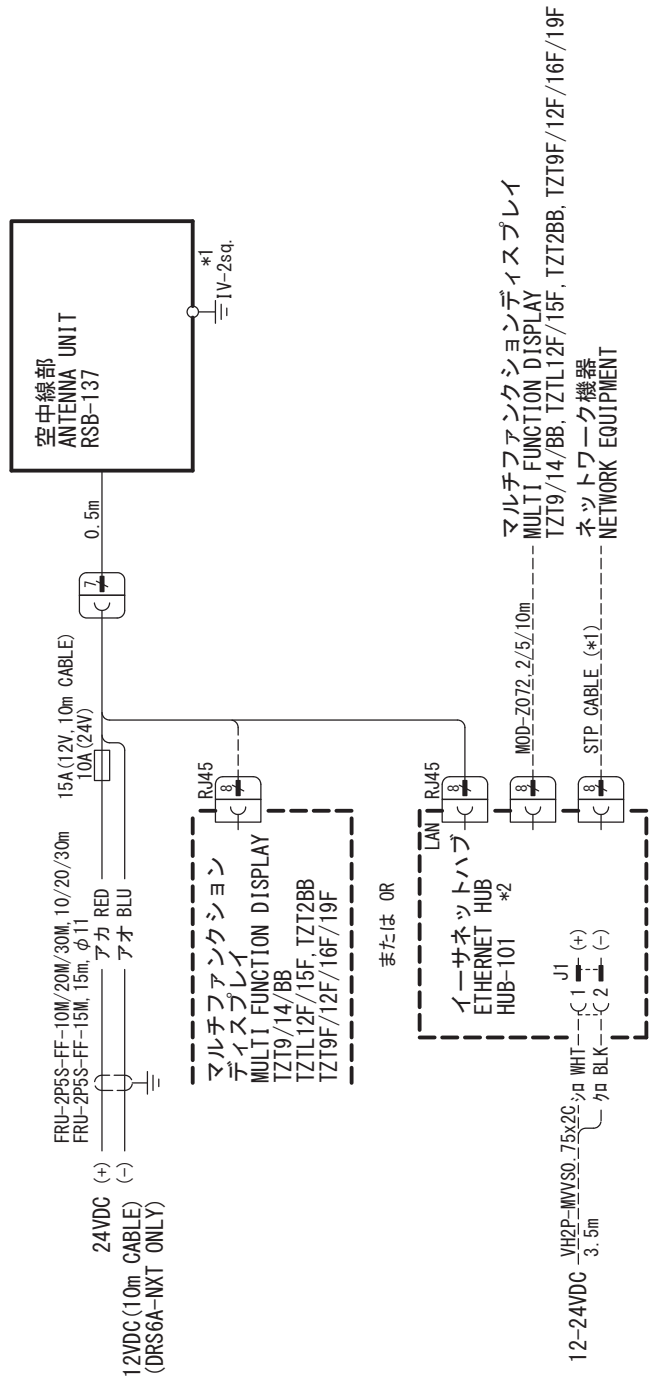 空中線部
ANTENNA UNIT
RSB-137
*1
IV-2sq.
0.5m
7
15A(12V, 10m CABLE)
10A(24V)
FRU-2P5S-FF-10M/20M/30M, 10/20/30m
FRU-2P5S-FF-15M, 15m, φ11
アカ RED
アオ BLU
24VDC (+)
(-)
12VDC(10m CABLE)
(DRS6A-NXT ONLY)
RJ45
8
マルチファンクション
ディスプレイ
MULTI FUNCTION DISPLAY
TZT9/14/BB
TZTL12F/15F, TZT2BB
TZT9F/12F/16F/19F
または OR
LAN
RJ45
8
8
8
イーサネットハブ
ETHERNET HUB
HUB-101
*2
J1
1 (+)
2 (-)
シロ WHT
クロ BLK
12-24VDC
VH2P-MVVS0.75x2C
3.5m
MOD-Z072, 2/5/10m
マルチファンクションディスプレイ
MULTI FUNCTION DISPLAY
TZT9/14/BB, TZTL12F/15F, TZT2BB, TZT9F/12F/16F/19F
STP CABLE (*1)
ネットワーク機器
NETWORK EQUIPMENT